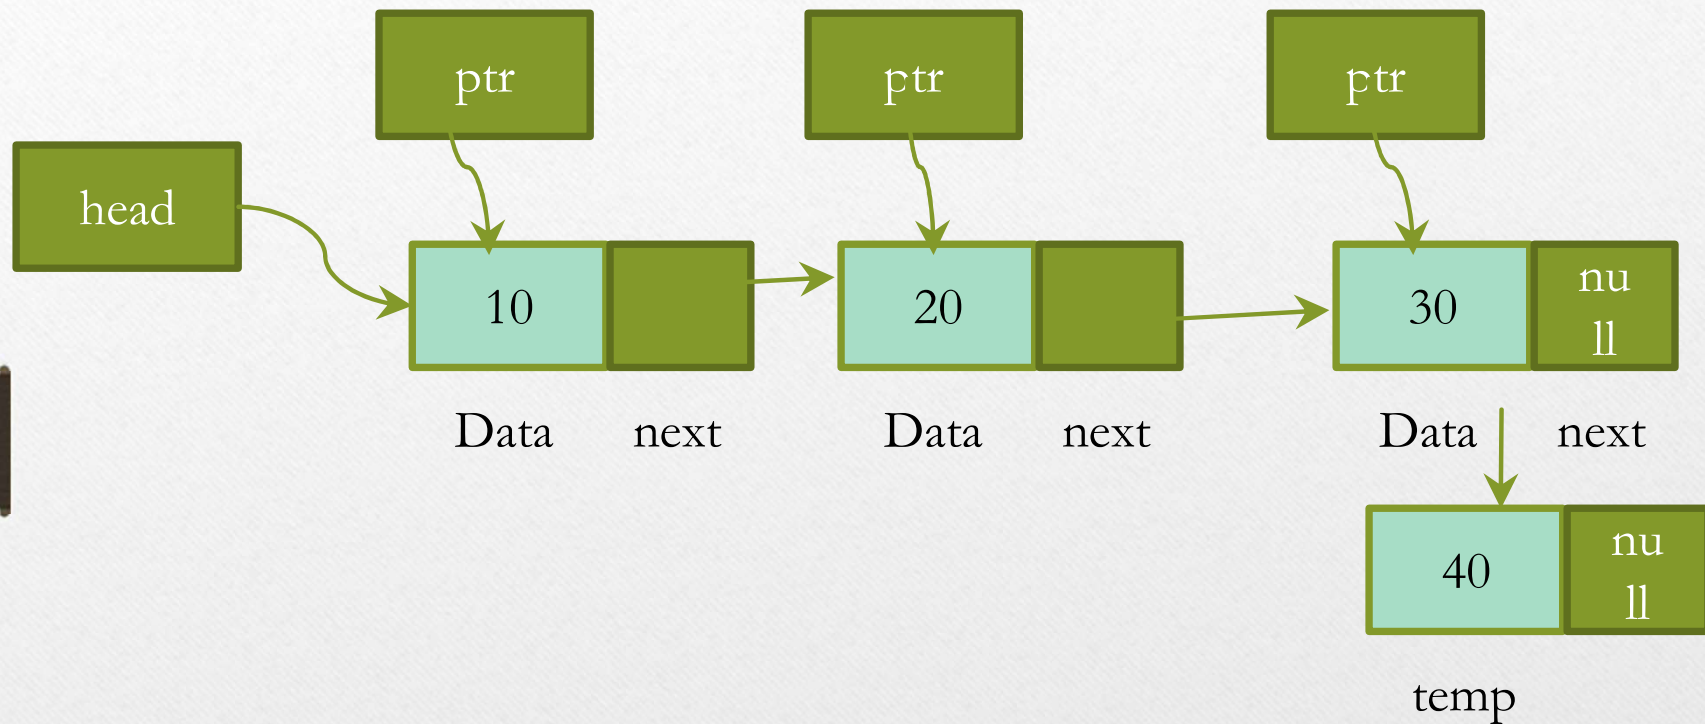 ptr
ptr
ptr
head
10
20
30
nu
ll
Data
next
Data
next
Data
next
40
nu
ll
temp